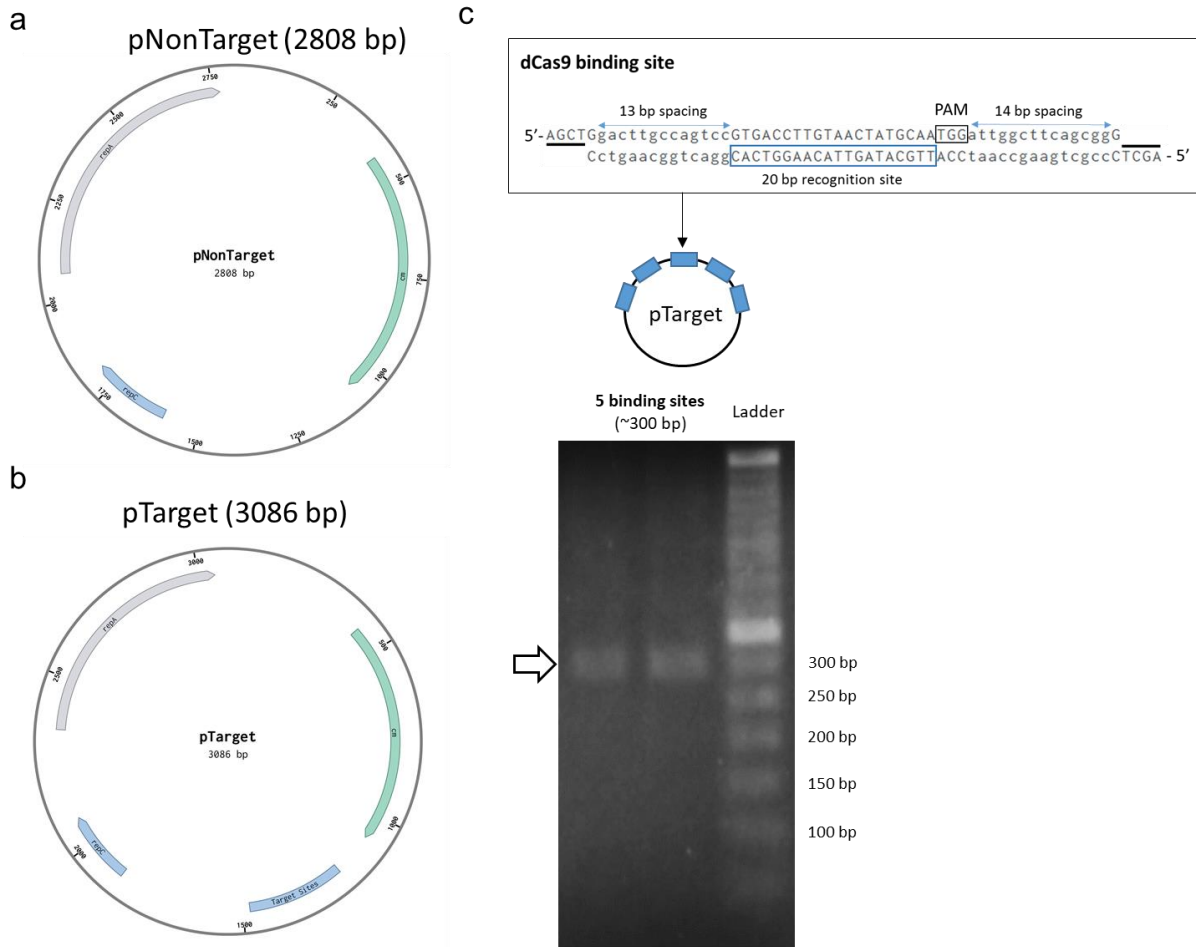 a
pNonTarget (2808 bp)
2750
250
2500
repA
500
2250
cm
pNonTarget
2808 bp
750
2000
1000
repC
1750
1250
1500
b
pTarget (3086 bp)
3000
repA
500
2500
cm
pTarget
3086 bp
repC
2000
1000
Target Sites
1500
c
dCas9 binding site
13 bp spacing
PAM
14 bp spacing
5’-AGCTGgacttgccagtccGTGACCTTGTAACTATGCAATGGattggcttcagcggG
CctgaacggtcaggCACTGGAACATTGATACGTTACCtaaccgaagtcgccCTCGA - 5’
20 bp recognition site
pTarget
5 binding sites
(~300 bp)
Ladder
300 bp
250 bp
200 bp
150 bp
100 bp